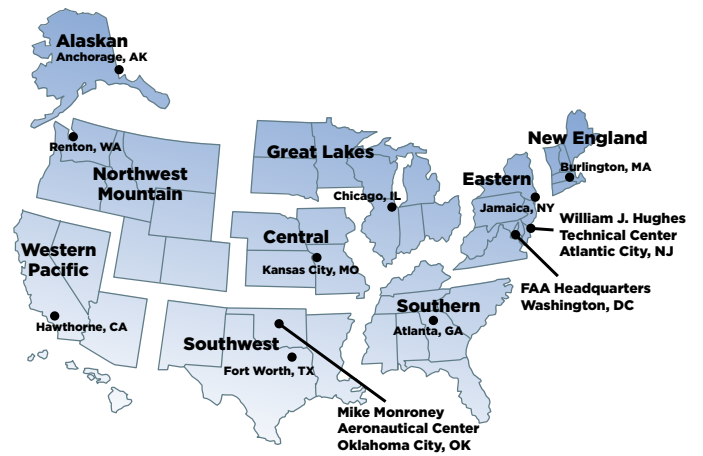 Alaskan
Anchorage, AK
Renton, WA
Northwest
Mountain
Great Lakes
Chicago, IL
New England
Burlington, MA
Eastern
Jamaica, NY
William J. Hughes
Technical Center
Atlantic City, NJ
FAA Headquarters
Washington, DC
Central
Kansas City, MO
Western
Pacific
Hawthorne, CA
Southern
Atlanta, GA
Southwest
Fort Worth, TX
Mike Monroney
Aeronautical Center
Oklahoma City, OK